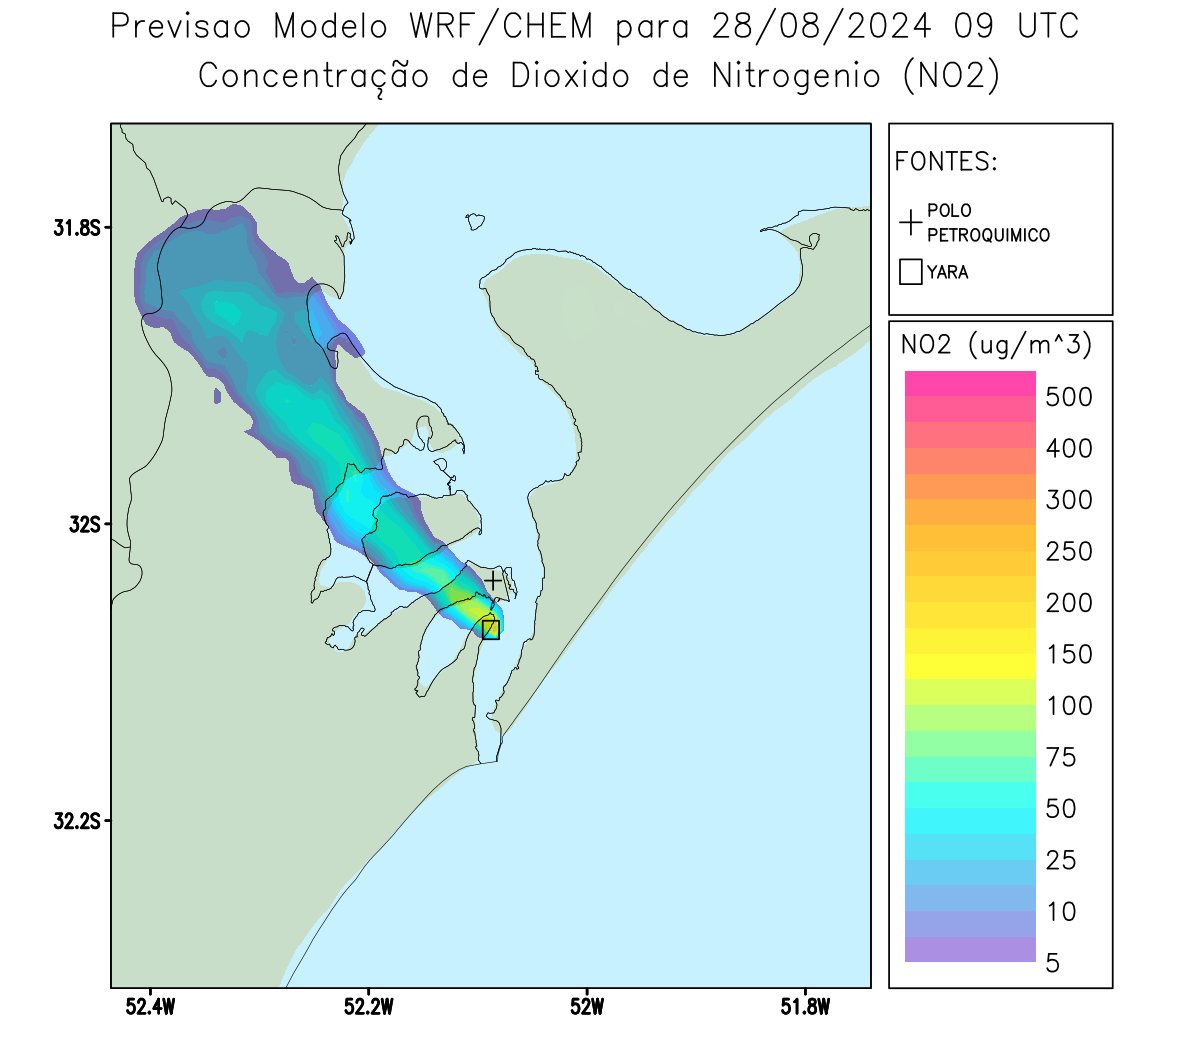 Previsao Modelo WRF/CHEM para 28/08/2024 09 UTC
Concentração de Dioxido de Nitrogenio (NO2)
FONTES:
POLO
PETROQUIMICO
YARA
NO2 (ug/m^3)
500
400
300
250
200
150
100
75
50
25
10
5
31.8S
32S
32.2S
52.4W
52.2W
52W
51.8W